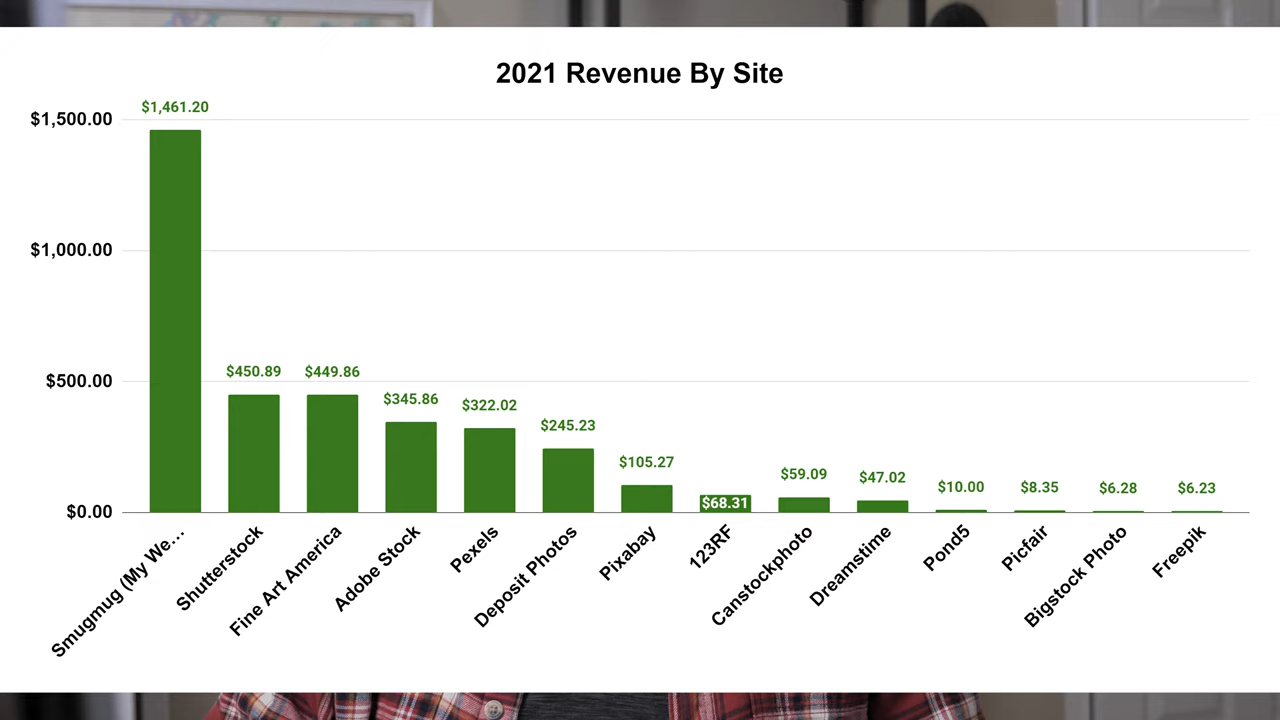 2021 Revenue By Site
$1,500.00
$1,000.00
$500.00
$0.00
$1,461.20
$450.89
$449.86
$345.86
$322.02
$245.23
$105.27
$68.31
$59.09
$47.02
$10.00
$8.35
$6.28
$6.23
Smugmug (My We...
Shutterstock
Fine Art America
Adobe Stock
Pexels
Deposit Photos
Pixabay
123RF
Canstockphoto
Dreamstime
Pond5
Picfair
Bigstock Photo
Freepik